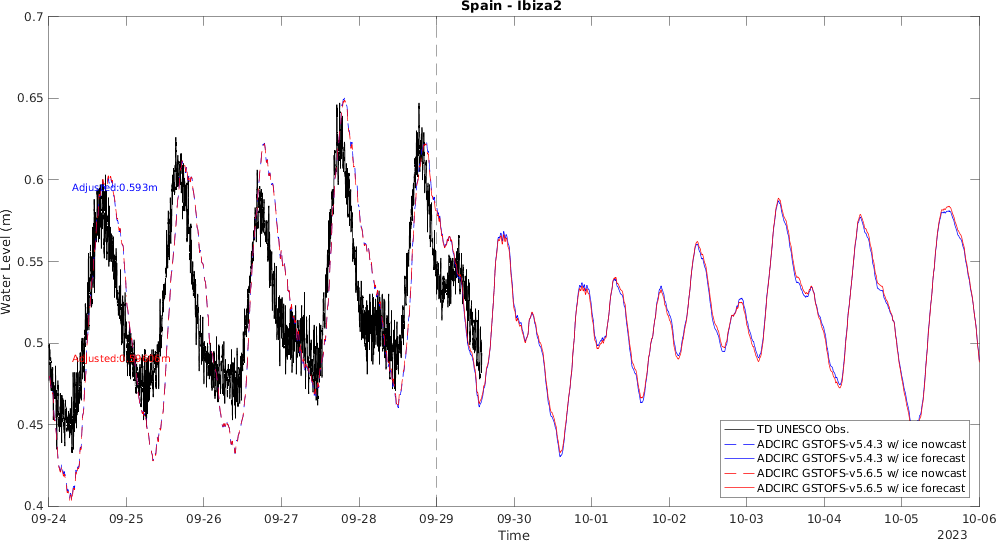 Spain - Ibiza2
0.7
0.65
0.6
0.55
0.5
0.45
0.4
Water Level (m)
Adjusted:0.593m
Adjusted:
TD UNESCO Obs.
ADCIRC GSTOFS-v5.4.3 w/ ice nowcast
ADCIRC GSTOFS-v5.4.3 w/ ice forecast
ADCIRC GSTOFS-v5.6.5 w/ ice nowcast
ADCIRC GSTOFS-v5.6.5 w/ ice forecast
09-24 09-25 09-26 09-27 09-28 09-29 09-30 10-01 10-02 10-03 10-04 10-05 10-06
Time
2023